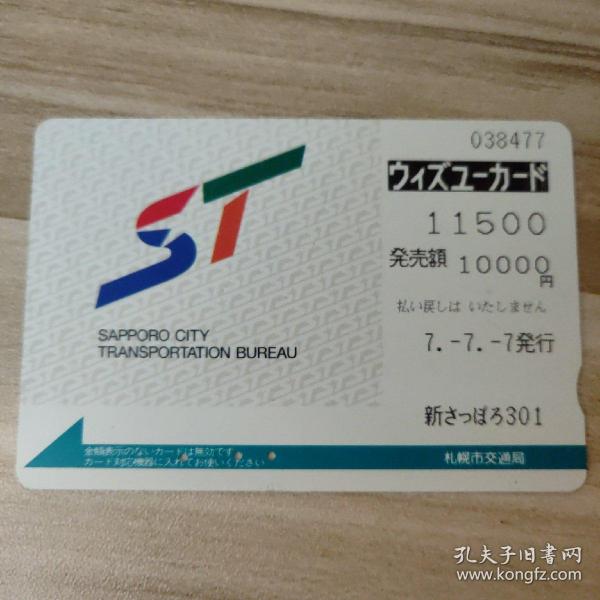 038477
ウィズユーカード
11500
発売額 10000円
払い戻しは いたしません
7.-7.-7発行
新さっぽろ301
ST
SAPPORO CITY
TRANSPORTATION BUREAU
金額表示のないカードは無効です
カード対応機器に入れてお使いください
札幌市交通局
孔夫子旧书网
www.kongfz.com